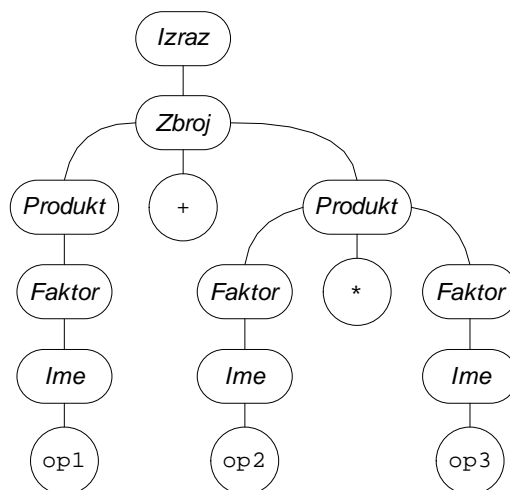 Izraz
Zbroj
Produkt + Produkt
Faktor Faktor * Faktor
Ime Ime Ime
op1 op2 op3